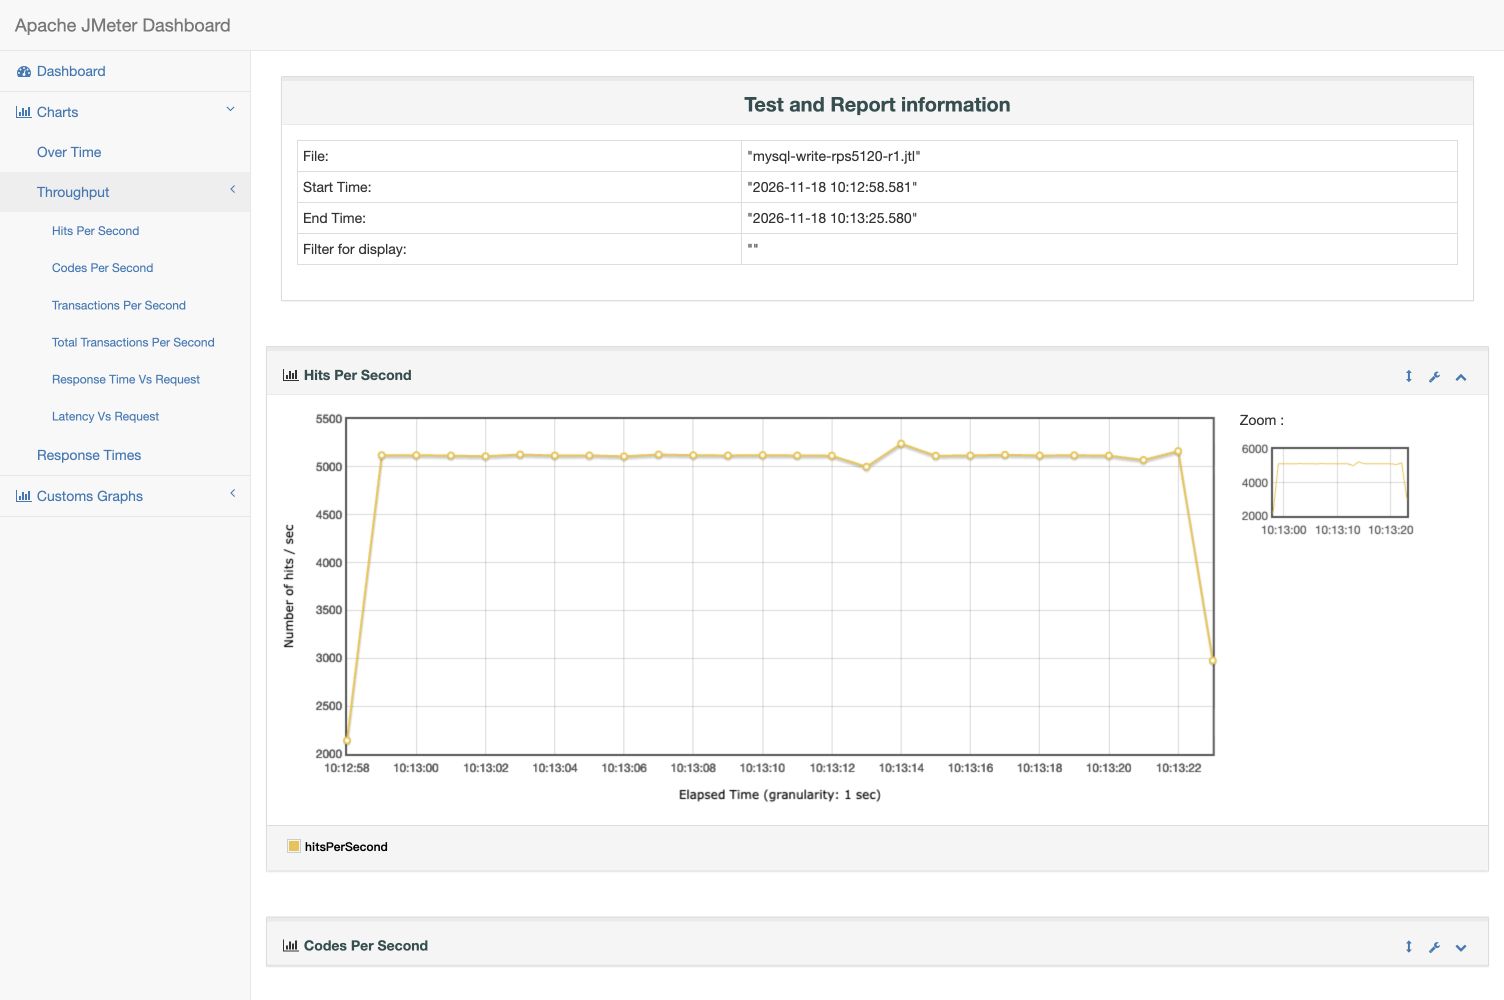 Apache JMeter Dashboard
Dashboard
Charts
Over Time
Throughput
Hits Per Second
Codes Per Second
Transactions Per Second
Total Transactions Per Second
Response Time Vs Request
Latency Vs Request
Response Times
Customs Graphs
Test and Report information
File: "mysql-write-rps5120-r1.jtl"
Start Time: "2026-11-18 10:12:58.581"
End Time: "2026-11-18 10:13:25.580"
Filter for display: ""
Hits Per Second
5500
5000
4500
4000
3500
3000
2500
2000
Number of hits / sec
10:12:58 10:13:00 10:13:02 10:13:04 10:13:06 10:13:08 10:13:10 10:13:12 10:13:14 10:13:16 10:13:18 10:13:20 10:13:22
Elapsed Time (granularity: 1 sec)
Zoom :
6000
4000
2000
10:13:00 10:13:10 10:13:20
hitsPerSecond
Codes Per Second